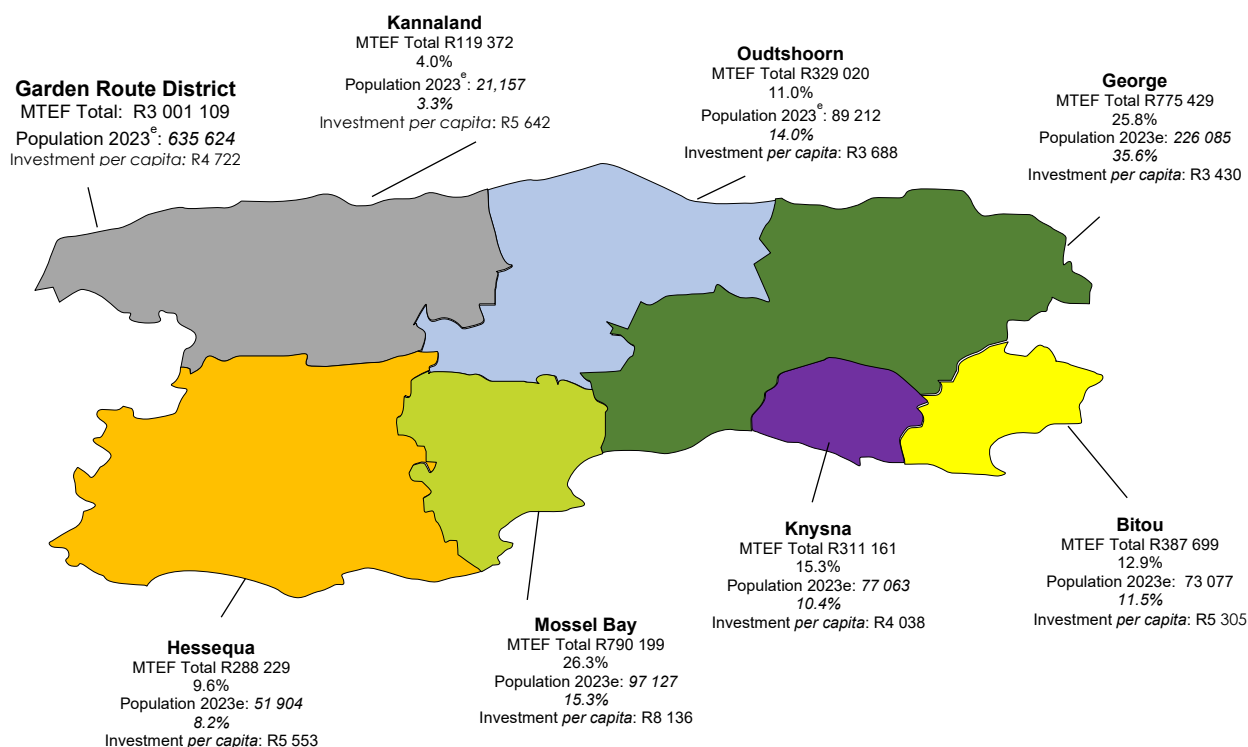 Kannaland
MTEF Total R119 372
4.0%
Population 2023e: 21,157
3.3%
Investment per capita: R5 642
Oudtshoorn
MTEF Total R329 020
11.0%
Population 2023e: 89 212
14.0%
Investment per capita: R3 688
George
MTEF Total R775 429
25.8%
Population 2023e: 226 085
35.6%
Investment per capita: R3 430
Garden Route District
MTEF Total: R3 001 109
Population 2023e: 635 624
Investment per capita: R4 722
Knysna
MTEF Total R311 161
15.3%
Population 2023e: 77 063
10.4%
Investment per capita: R4 038
Bitou
MTEF Total R387 699
12.9%
Population 2023e: 73 077
11.5%
Investment per capita: R5 305
Mossel Bay
MTEF Total R790 199
26.3%
Population 2023e: 97 127
15.3%
Investment per capita: R8 136
Hessequa
MTEF Total R288 229
9.6%
Population 2023e: 51 904
8.2%
Investment per capita: R5 553